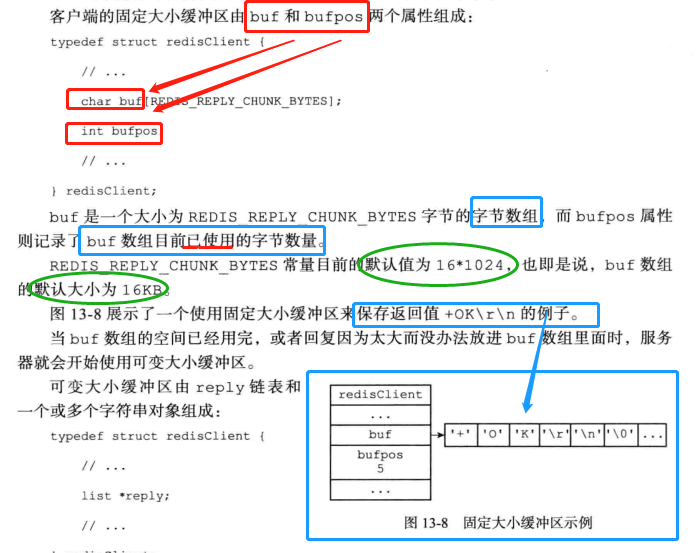 客户端的固定大小缓冲区由 buf 和 bufpos 两个属性组成：
typedef struct redisClient {
// ...
char buf[REDIS_REPLY_CHUNK_BYTES];
int bufpos
// ...
} redisClient;
buf 是一个大小为 REDIS_REPLY_CHUNK_BYTES 字节的字节数组，而 bufpos 属性
则记录了 buf 数组目前已使用的字节数量。
REDIS_REPLY_CHUNK_BYTES 常量目前的默认值为 16*1024，也即是说，buf 数组
的默认大小为 16KB。
图 13-8 展示了一个使用固定大小缓冲区来保存返回值 +OK\r\n 的例子。
当 buf 数组的空间已经用完，或者回复因为太大而没办法放进 buf 数组里面时，服务
器就会开始使用可变大小缓冲区。
可变大小缓冲区由 reply 链表和
一个或多个字符串对象组成：
typedef struct redisClient {
// ...
list *reply;
// ...
redisClient
...
buf
bufpos
5
...
'+' 'O' 'K' '\r' '\n' '\0' ...
图 13-8 固定大小缓冲区示例